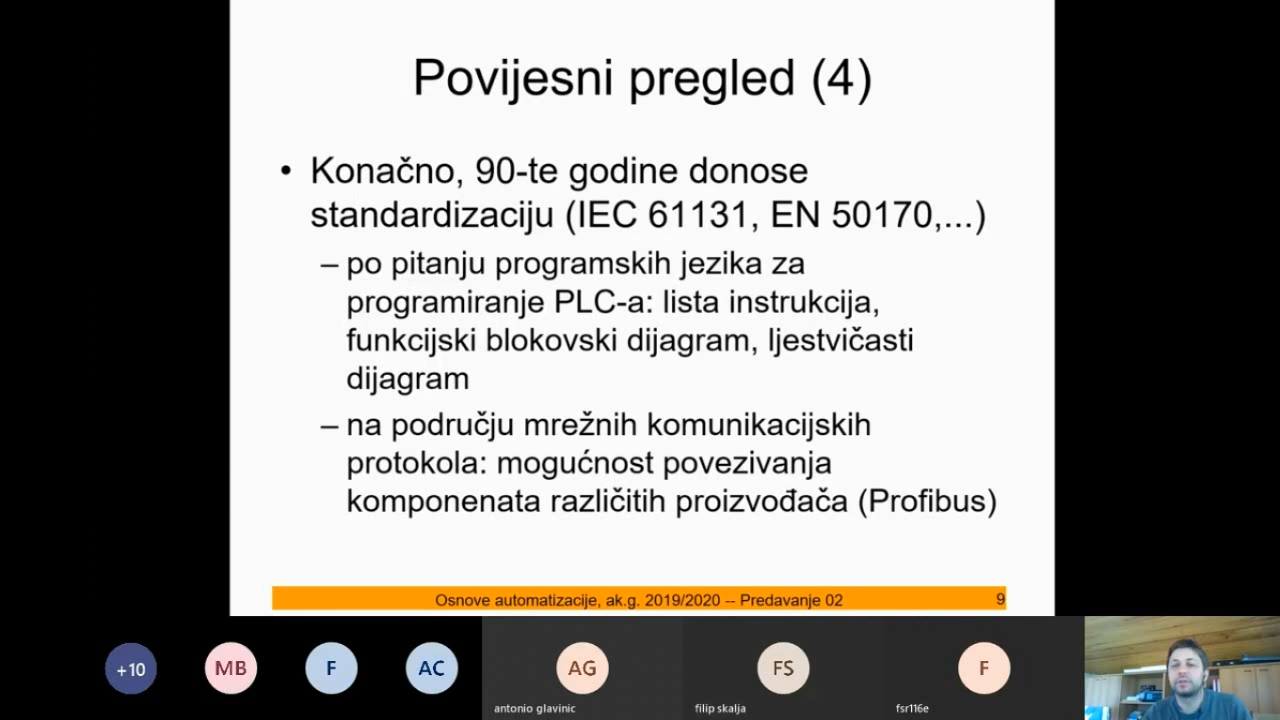 Povijesni pregled (4)
• Konačno, 90-te godine donose
standardizaciju (IEC 61131, EN 50170,...)
– po pitanju programskih jezika za
programiranje PLC-a: lista instrukcija,
funkcijski blokovski dijagram, ljestvičasti
dijagram
– na području mrežnih komunikacijskih
protokola: mogućnost povezivanja
komponenata različitih proizvođača (Profibus)
Osnove automatizacije, ak.g. 2019/2020 -- Predavanje 02
9
+10
MB
F
AC
AG
FS
F
antonio glavinic
filip skalja
fsr116e